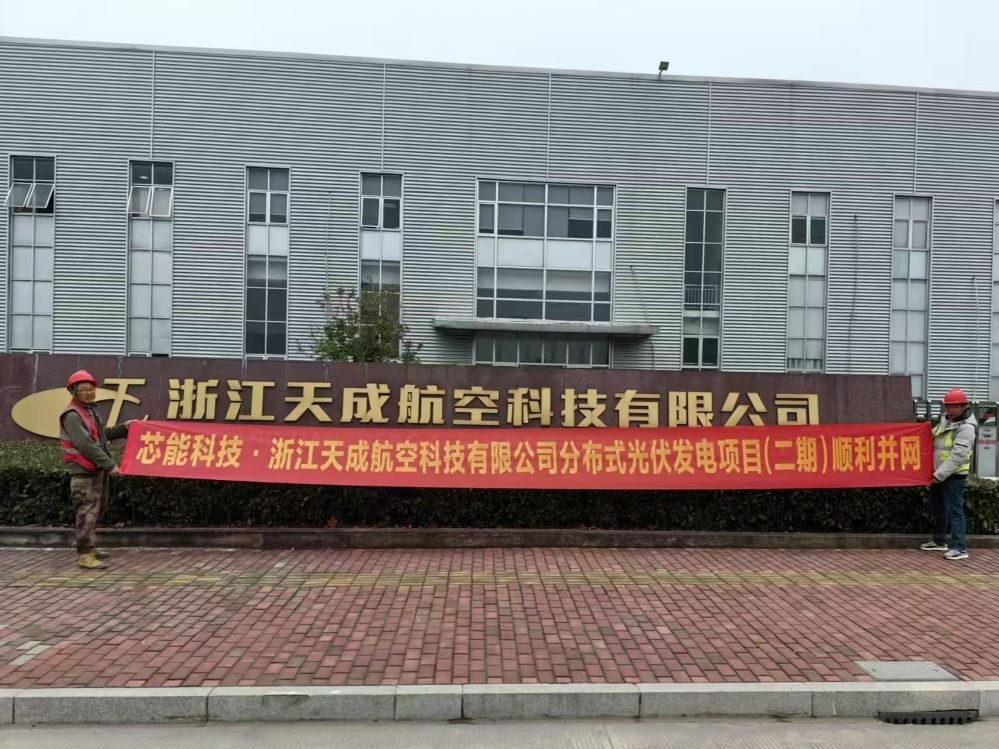 浙江天成航空科技有限公司
芯能科技·浙江天成航空科技有限公司分布式光伏发电项目(二期)顺利并网